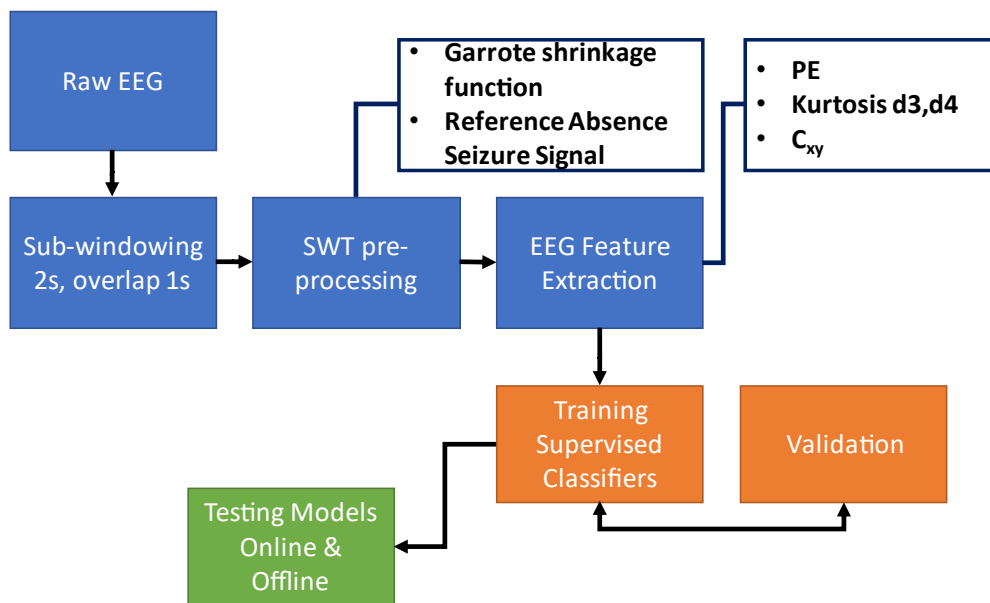 Raw EEG
• Garrote shrinkage
function
• Reference Absence
Seizure Signal
• PE
• Kurtosis d3,d4
• Cxy
Sub-windowing
2s, overlap 1s
SWT pre-
processing
EEG Feature
Extraction
Training
Supervised
Classifiers
Validation
Testing Models
Online &
Offline